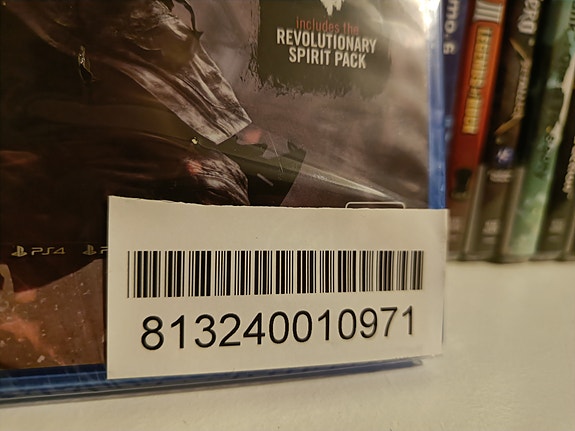 includes the
REVOLUTIONARY
SPIRIT PACK
PS4
813240010971